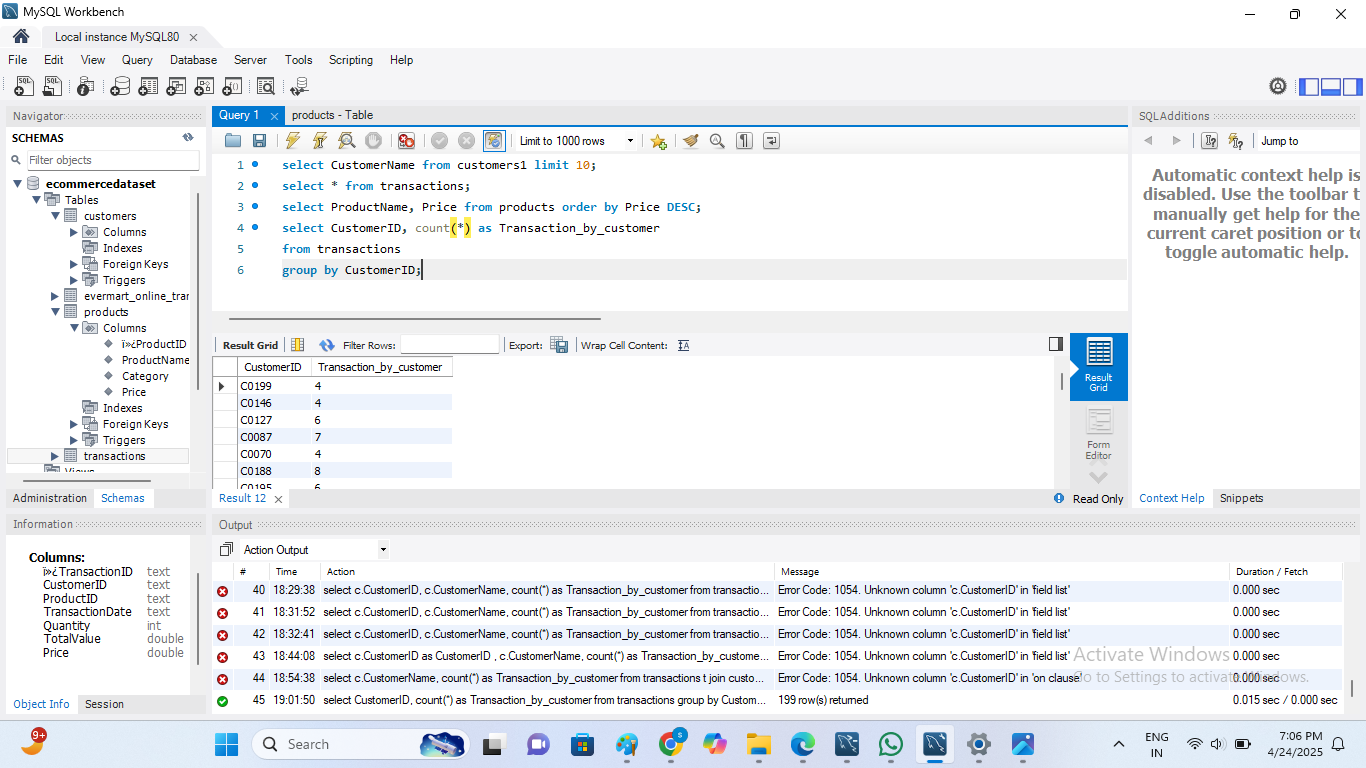 MySQL Workbench
Local instance MySQL80
File Edit View Query Database Server Tools Scripting Help
Navigator
SCHEMAS
Filter objects
ecommercedataset
Tables
customers
Columns
Indexes
Foreign Keys
Triggers
evermart_online_trar
products
Columns
ï»¿ProductID
ProductName
Category
Price
Indexes
Foreign Keys
Triggers
transactions
Views
Administration Schemas
Information
Columns:
ï»¿TransactionID text
CustomerID text
ProductID text
TransactionDate text
Quantity int
TotalValue double
Price double
Object Info Session
Query 1 products - Table
Limit to 1000 rows
1 select CustomerName from customers1 limit 10;
2 select * from transactions;
3 select ProductName, Price from products order by Price DESC;
4 select CustomerID, count(*) as Transaction_by_customer
5 from transactions
6 group by CustomerID;
Result Grid Filter Rows: Export: Wrap Cell Content:
CustomerID Transaction_by_customer
C0199 4
C0146 4
C0127 6
C0087 7
C0070 4
C0188 8
C0195 6
Result Grid
Form Editor
Result 12
Read Only
SQLAdditions
Jump to
Automatic context help is
disabled. Use the toolbar t
manually get help for the
current caret position or to
toggle automatic help.
Context Help Snippets
Output
Action Output
# Time Action Message Duration / Fetch
40 18:29:38 select c.CustomerID, c.CustomerName, count(*) as Transaction_by_customer from transactio... Error Code: 1054. Unknown column 'c.CustomerID' in 'field list' 0.000 sec
41 18:31:52 select c.CustomerID, c.CustomerName, count(*) as Transaction_by_customer from transactio... Error Code: 1054. Unknown column 'c.CustomerID' in 'field list' 0.000 sec
42 18:32:41 select c.CustomerID, c.CustomerName, count(*) as Transaction_by_customer from transactio... Error Code: 1054. Unknown column 'c.CustomerID' in 'field list' 0.000 sec
43 18:44:08 select c.CustomerID as CustomerID , c.CustomerName, count(*) as Transaction_by_custome... Error Code: 1054. Unknown column 'c.CustomerID' in 'field list' 0.000 sec
44 18:54:38 select c.CustomerName, count(*) as Transaction_by_customer from transactions t join custo... Error Code: 1054. Unknown column 'c.CustomerID' in 'on clause' 0.000 sec
45 19:01:50 select CustomerID, count(*) as Transaction_by_customer from transactions group by Custom... 199 row(s) returned 0.015 sec / 0.000 sec
Activate Windows
Go to Settings to activate Windows.
9+
Search
S
ENG
IN
7:06 PM
4/24/2025